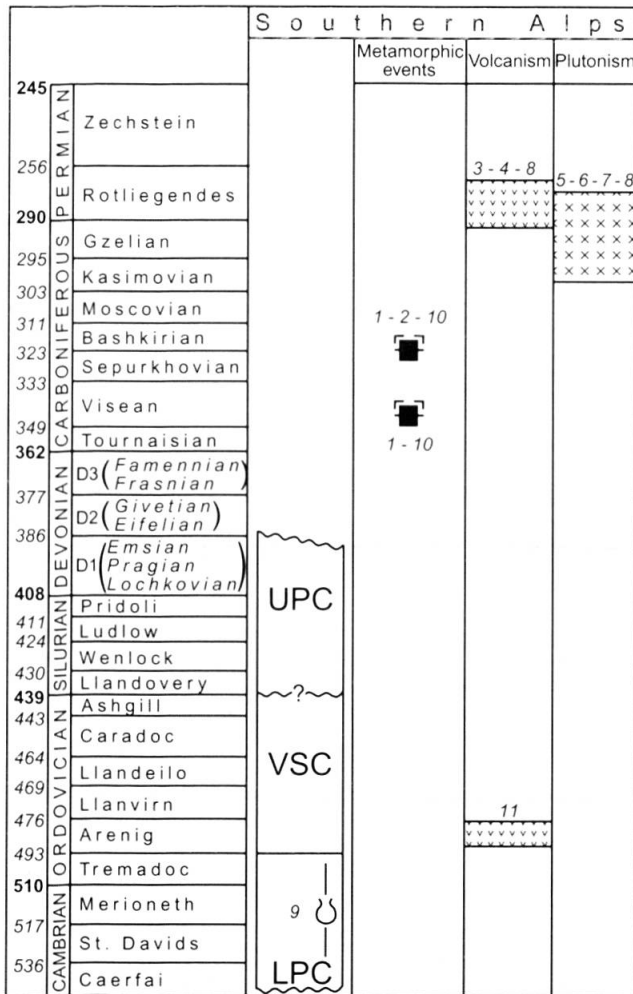 Southern Alps
Metamorphic events
Volcanism
Plutonism
245
PERMIAN
Zechstein
256
Rotliegendes
3 - 4 - 8
5 - 6 - 7 - 8
290
CARBONIFEROUS
Gzelian
295
Kasimovian
303
Moscovian
311
1 - 2 - 10
Bashkirian
323
Sepurkhovian
333
Visean
349
Tournaisian
1 - 10
362
DEVONIAN
D3 (Famennian
Frasnian)
377
D2 (Givetian
Eifelian)
386
D1 (Emsian
Pragian
Lochkovian)
UPC
408
SILURIAN
Pridoli
411
Ludlow
424
Wenlock
430
Llandovery
439
?
ORDOVICIAN
Ashgill
443
Caradoc
VSC
464
Llandeilo
469
Llanvirn
476
11
Arenig
493
Tremadoc
510
CAMBRIAN
Merioneth
9
517
St. Davids
536
Caerfai
LPC